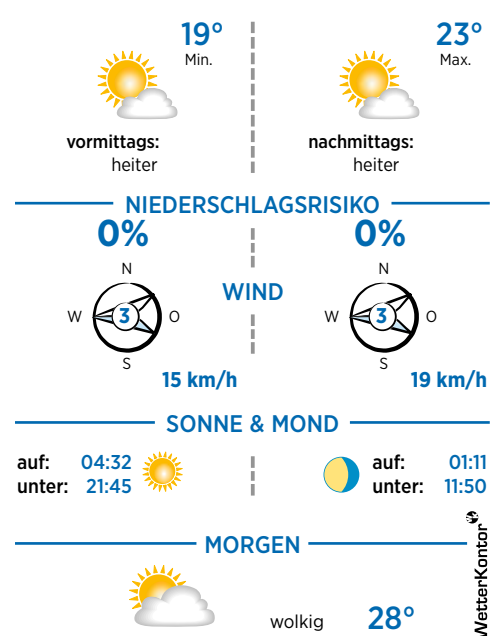 19° 23°
Min. Max.
vormittags: nachmittags:
heiter heiter
NIEDERSCHLAGSRISIKO
0% 0%
N N
WIND
W 3 O W 3 O
S S
15 km/h 19 km/h
SONNE & MOND
auf: 04:32 auf: 01:11
unter: 21:45 unter: 11:50
MORGEN
wolkig 28°
WetterKontor